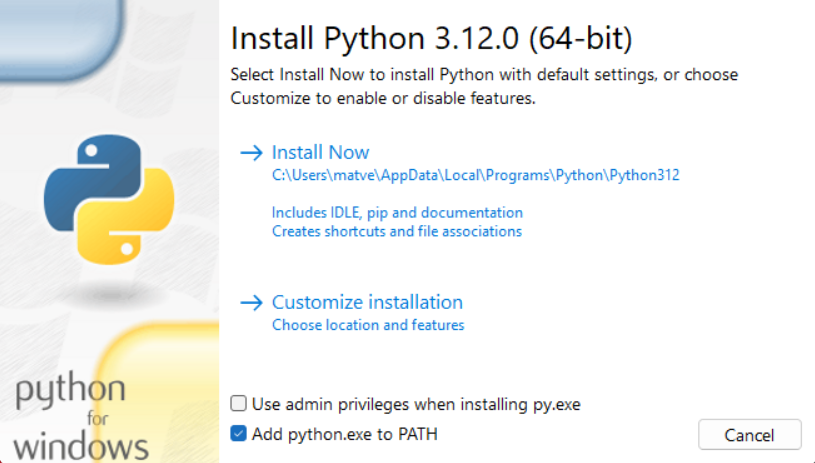 Install Python 3.12.0 (64-bit)
Select Install Now to install Python with default settings, or choose
Customize to enable or disable features.
Install Now
C:\Users\matve\AppData\Local\Programs\Python\Python312
Includes IDLE, pip and documentation
Creates shortcuts and file associations
Customize installation
Choose location and features
Use admin privileges when installing py.exe
Add python.exe to PATH
Cancel
python
for
windows